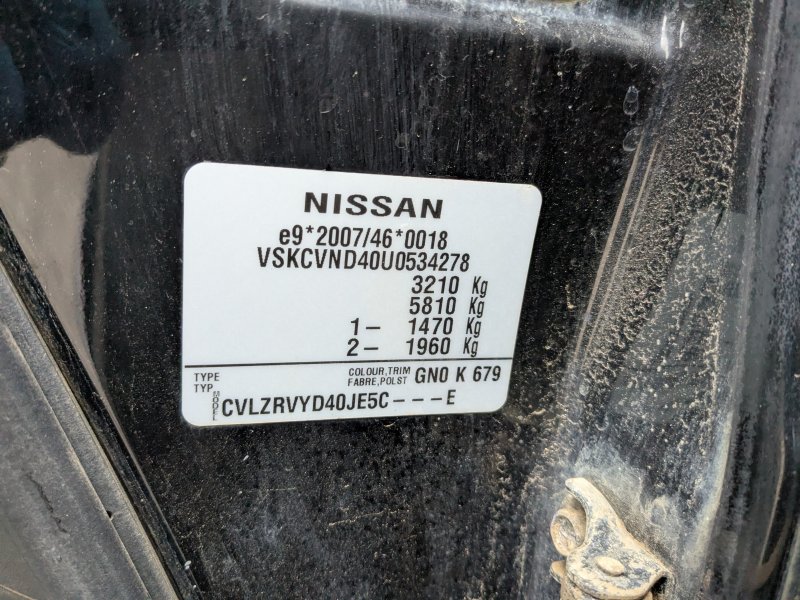 NISSAN
e9*2007/46*0018
VSKCVND40U0534278
3210 Kg
5810 Kg
1- 1470 Kg
2- 1960 Kg
TYPE
TYP
COLOUR,TRIM
FABRE,POLST
GN0 K 679
MODEL
CVLZRVYD40JE5C---E